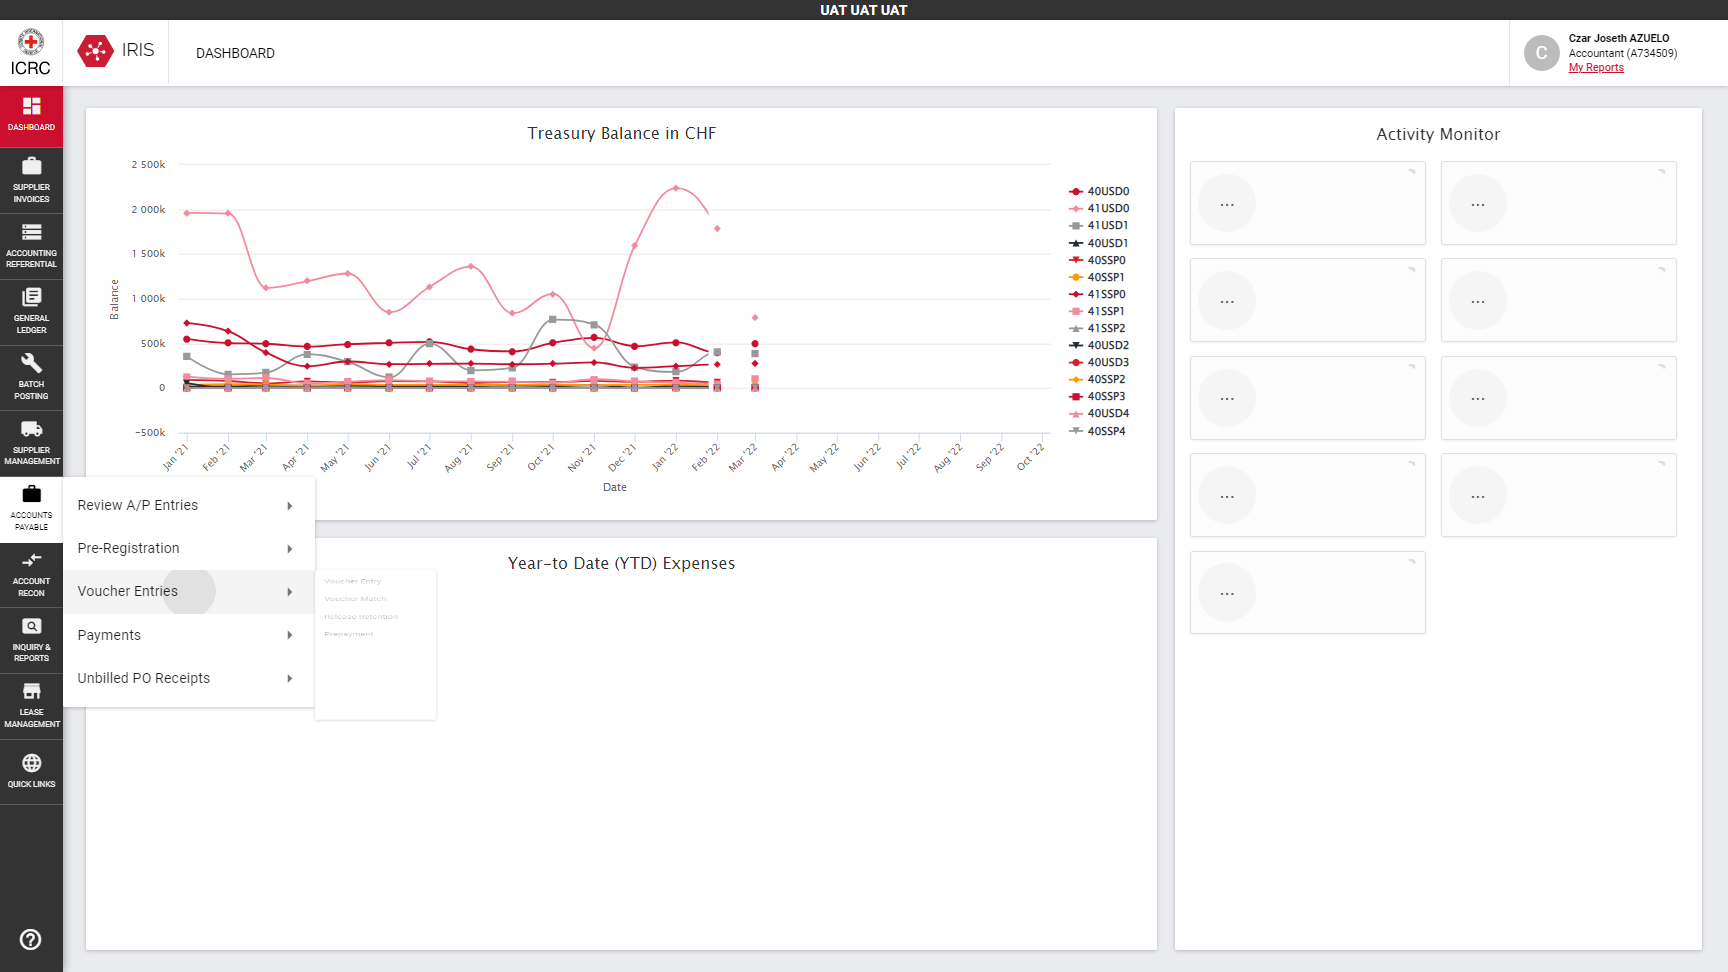 UAT UAT UAT
ICRC
IRIS
DASHBOARD
Czar Joseth AZUELO
Accountant (A734509)
My Reports
DASHBOARD
SUPPLIER
INVOICES
ACCOUNTING
REFERENTIAL
GENERAL
LEDGER
BATCH
POSTING
SUPPLIER
MANAGEMENT
ACCOUNTS
PAYABLE
ACCOUNT
RECON
INQUIRY &
REPORTS
LEASE
MANAGEMENT
QUICK LINKS
Treasury Balance in CHF
2 500k
2 000k
1 500k
1 000k
500k
0
-500k
Balance
Jan '21
Feb '21
Mar '21
Apr '21
May '21
Jun '21
Jul '21
Aug '21
Sep '21
Oct '21
Nov '21
Dec '21
Jan '22
Feb '22
Mar '22
Apr '22
May '22
Jun '22
Jul '22
Aug '22
Sep '22
Oct '22
Date
40USD0
41USD0
41USD1
40USD1
40SSP0
40SSP1
41SSP0
41SSP1
41SSP2
40USD2
40USD3
40SSP2
40SSP3
40USD4
40SSP4
Review A/P Entries
Pre-Registration
Voucher Entries
Payments
Unbilled PO Receipts
Voucher Entry
Voucher Match
Release Retention
Prepayment
Year-to Date (YTD) Expenses
Activity Monitor
...
...
...
...
...
...
...
...
...